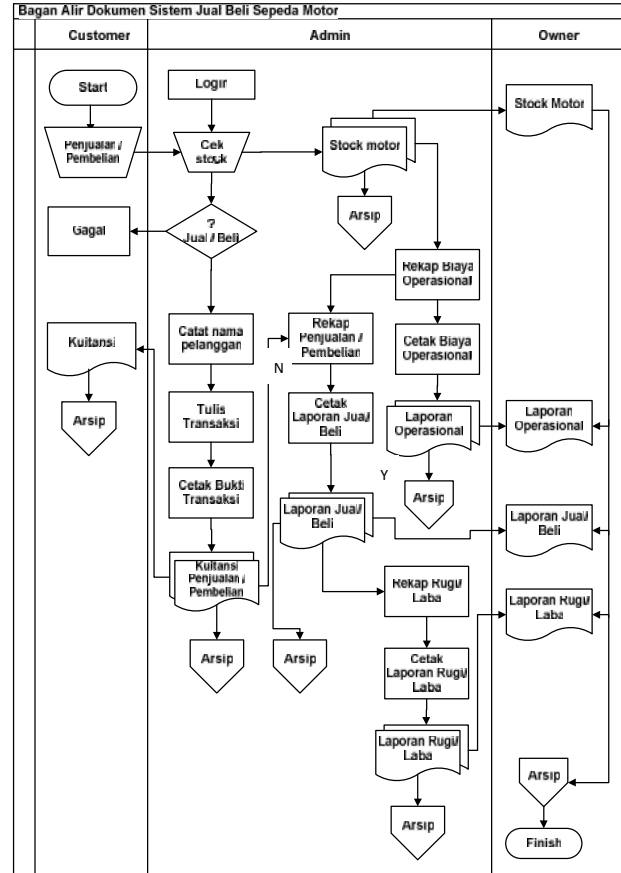 Bagan Alir Dokumen Sistem Jual Beli Sepeda Motor
Customer
Admin
Owner
Start
Login
Stock Motor
Penjualan /
Pembelian
Cek
stock
Stock motor
Arsip
Gagal
?
Jual / Beli
Rekap Biaya
Operasional
Kuitansi
Catat nama
pelanggan
Rekap
Penjualan /
Pembelian
Cetak Biaya
Operasional
N
Arsip
Tulis
Transaksi
Cetak
Laporan Jual/
Beli
Laporan
Operasional
Laporan
Operasional
Y
Cetak Bukti
Transaksi
Arsip
Laporan Jual/
Beli
Laporan Jual/
Beli
Kuitansi
Penjualan /
Pembelian
Rekap Rugi/
Laba
Laporan Rugi/
Laba
Arsip
Arsip
Cetak
Laporan Rugi/
Laba
Laporan Rugi/
Laba
Arsip
Arsip
Finish